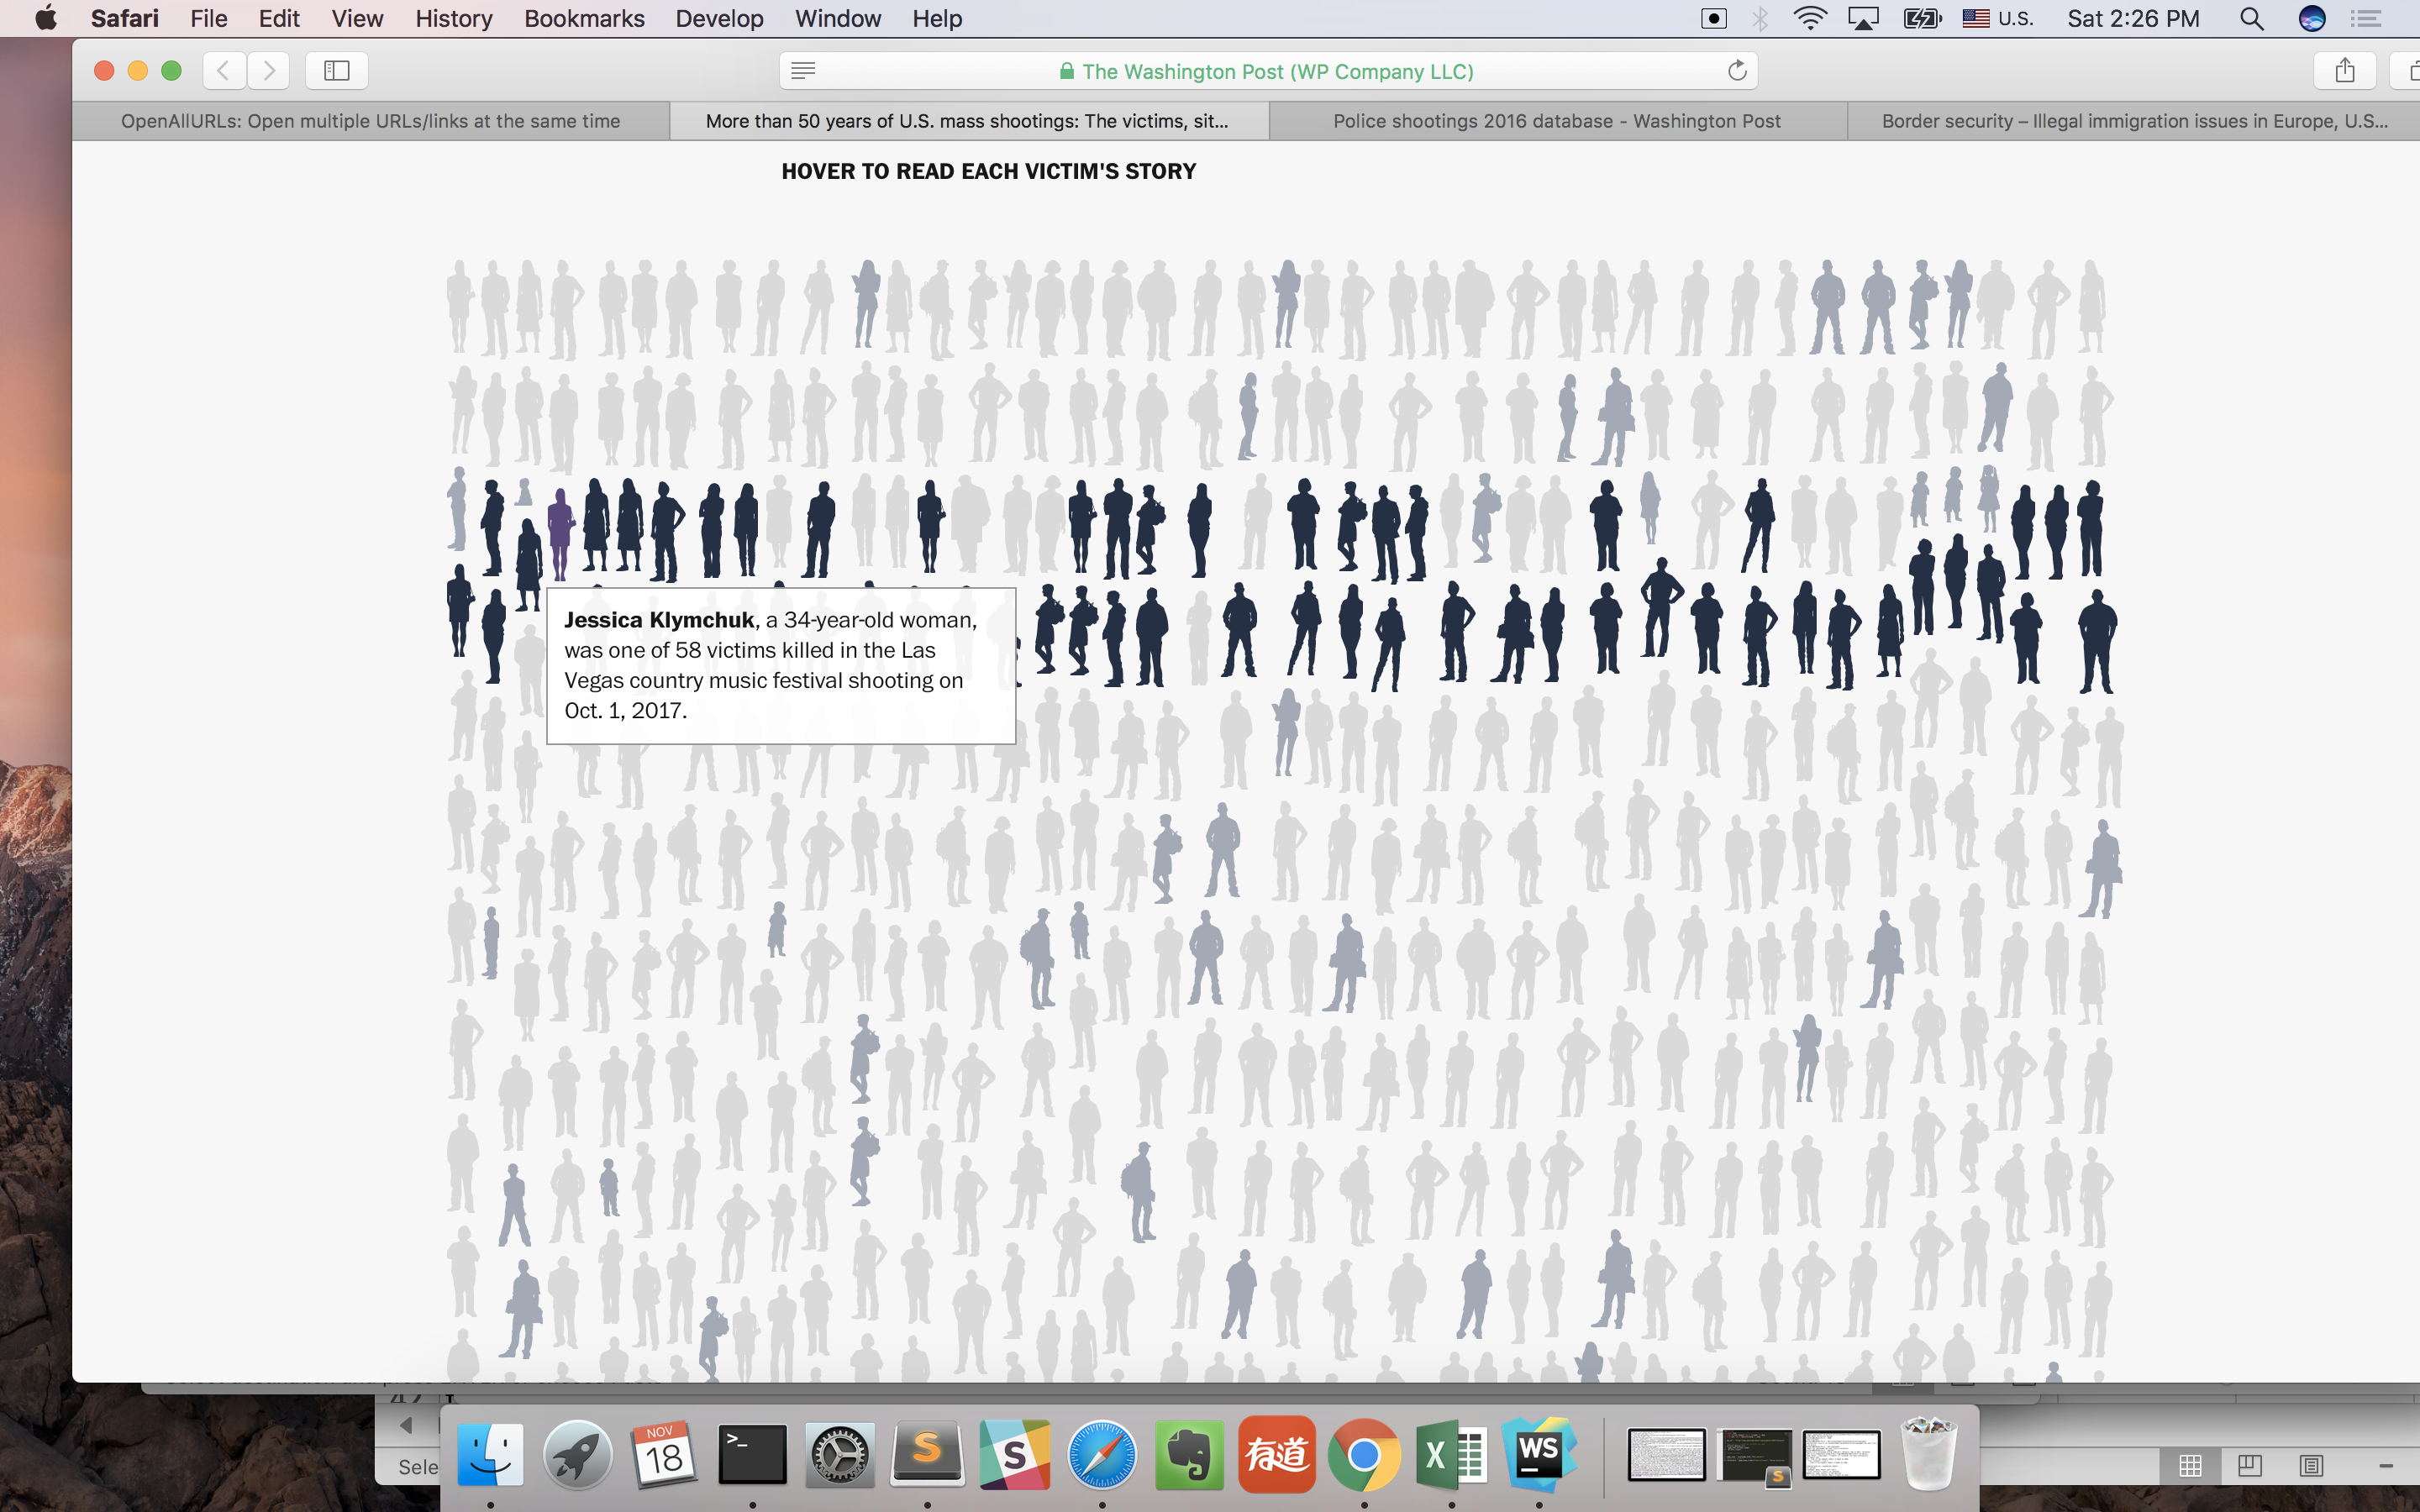 Safari File Edit View History Bookmarks Develop Window Help U.S. Sat 2:26 PM
The Washington Post (WP Company LLC)
OpenAllURLs: Open multiple URLs/links at the same time More than 50 years of U.S. mass shootings: The victims, sit... Police shootings 2016 database - Washington Post Border security – Illegal immigration issues in Europe, U.S...
HOVER TO READ EACH VICTIM'S STORY
Jessica Klymchuk, a 34-year-old woman,
was one of 58 victims killed in the Las
Vegas country music festival shooting on
Oct. 1, 2017.
Sele
NOV
18
>_
S
S
有道
X
WS
S